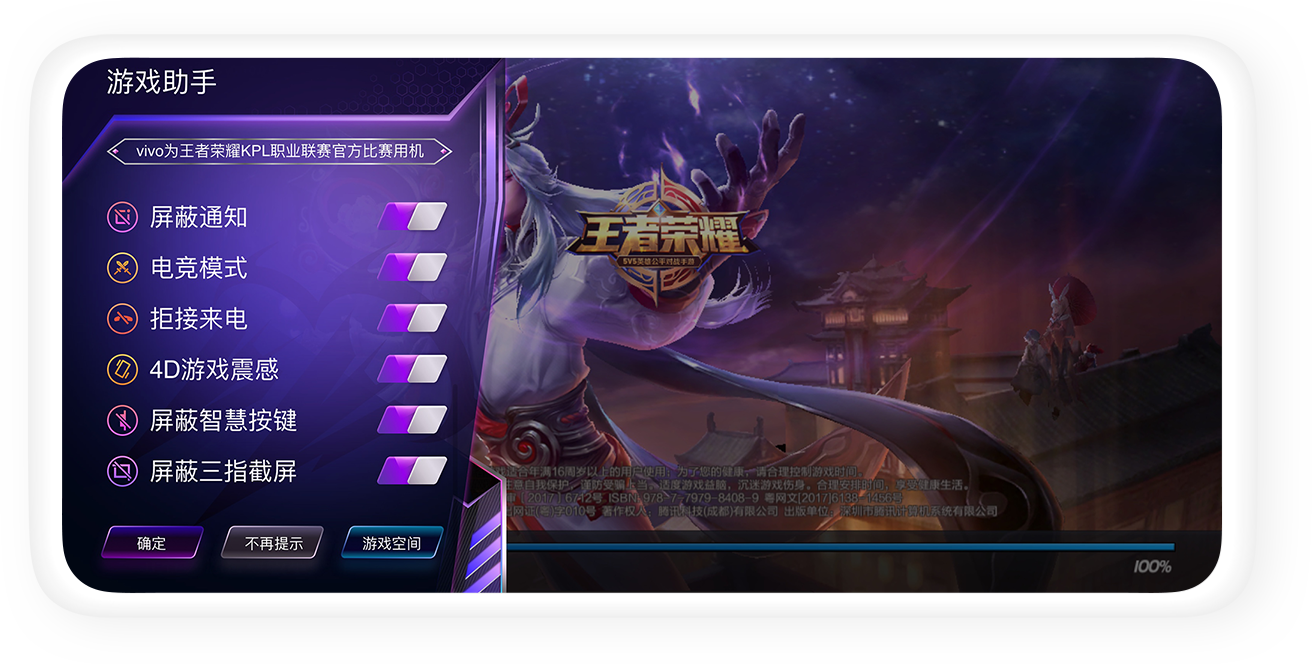 游戏助手
vivo为王者荣耀KPL职业联赛官方比赛用机
屏蔽通知
电竞模式
拒接来电
4D游戏震感
屏蔽智慧按键
屏蔽三指截屏
确定
不再提示
游戏空间
王者荣耀
5V5英雄公平对战手游
戏适合年满16周岁以上的用户使用；为了您的健康，请合理控制游戏时间。
注意自我保护，谨防受骗上当。适度游戏益脑，沉迷游戏伤身。合理安排时间，享受健康生活。
审［2017］6712号 ISBN 978-7-7979-8408-9 粤网文[2017]6138-1456号
网证(粤)字010号 著作权人：腾讯科技(成都)有限公司 出版单位：深圳市腾讯计算机系统有限公司
100%